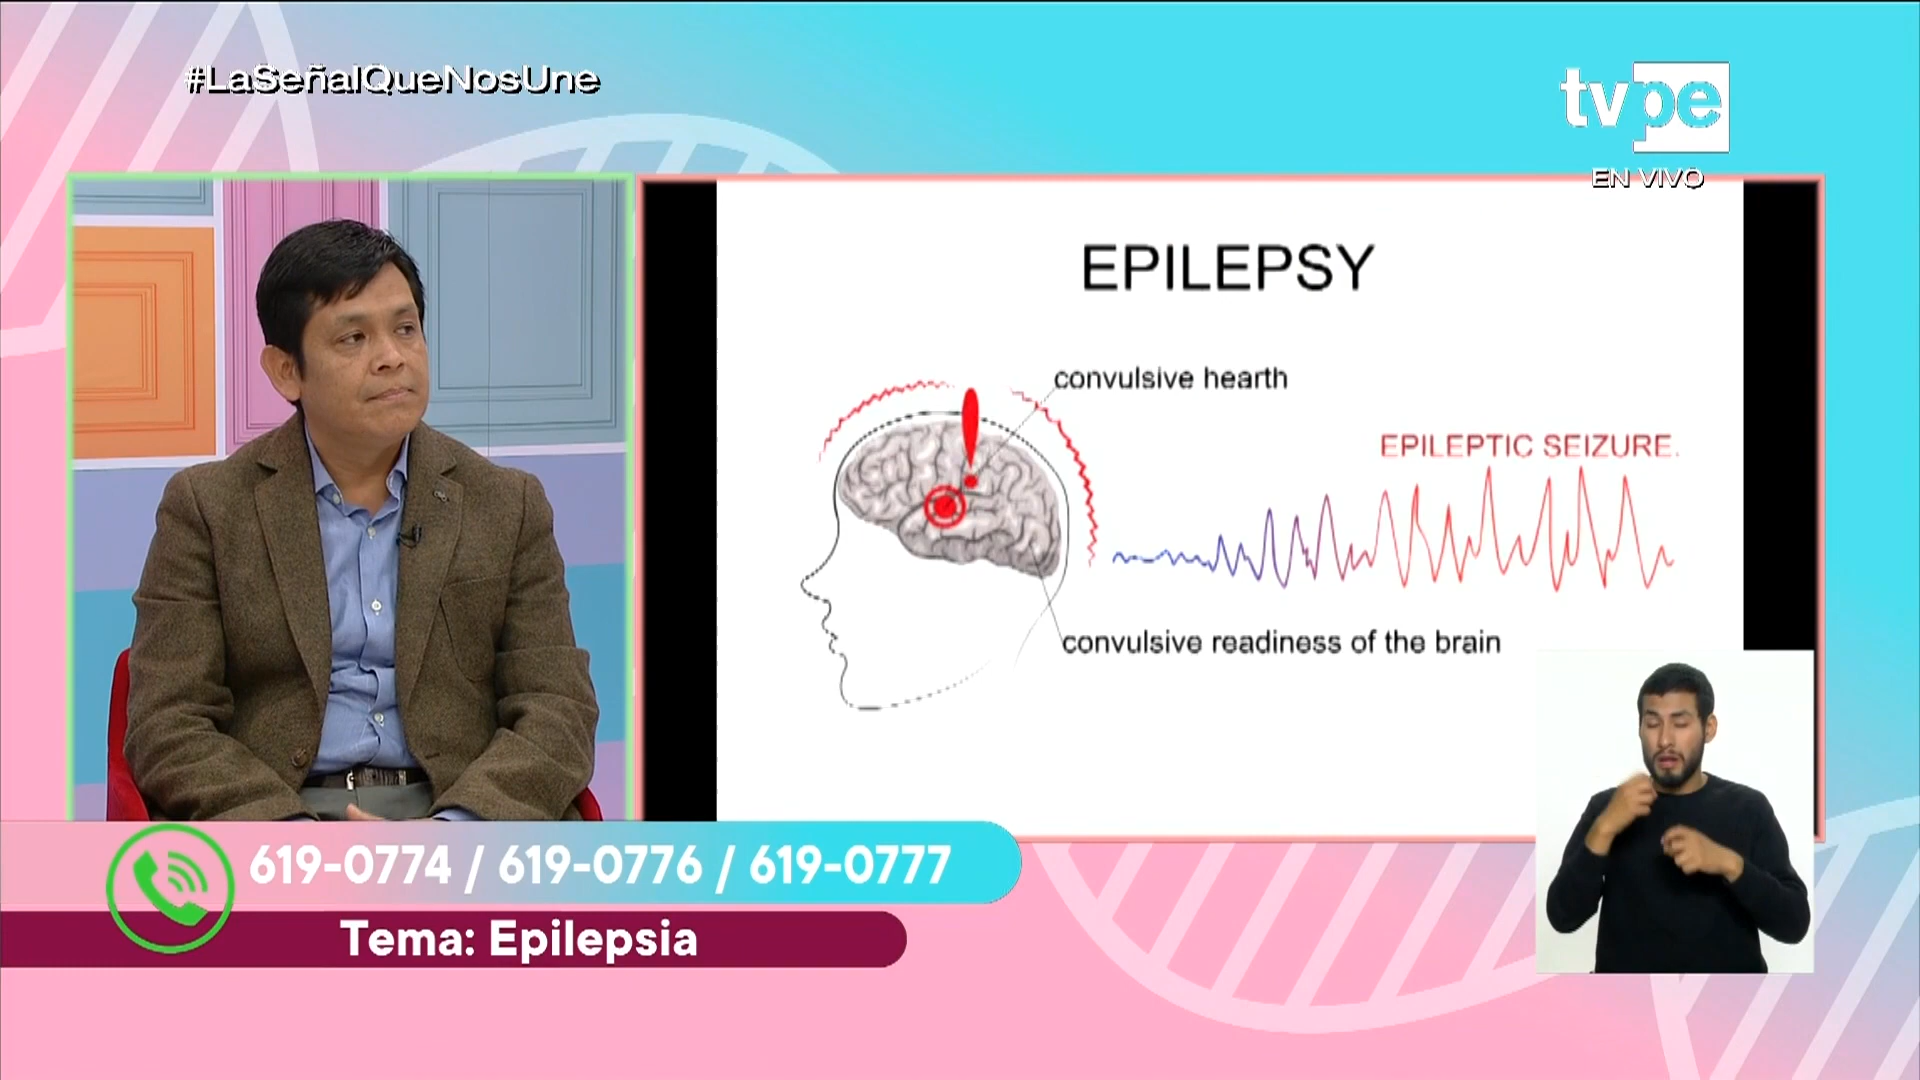 #LaSeñalQueNosUne
tvpe
EN VIVO
EPILEPSY
convulsive hearth
EPILEPTIC SEIZURE.
convulsive readiness of the brain
619-0774 / 619-0776 / 619-0777
Tema: Epilepsia